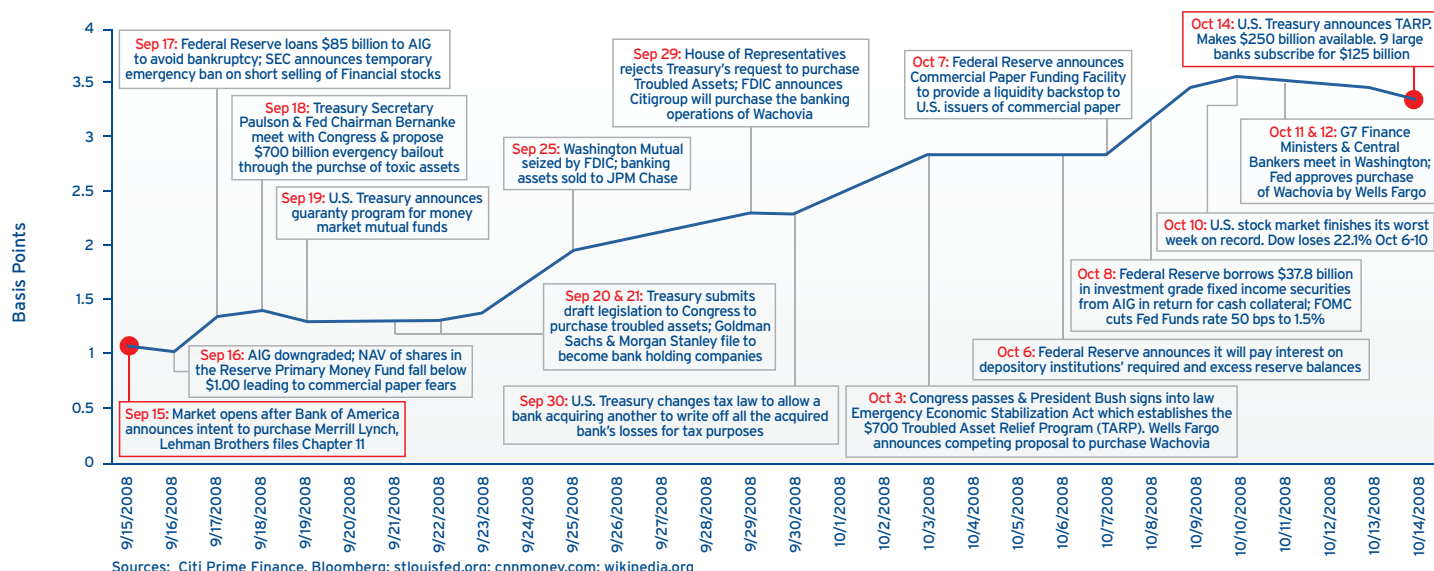 Basis Points
4
3.5
3
2.5
2
1.5
1
0.5
0
Sep 17: Federal Reserve loans $85 billion to AIG
to avoid bankruptcy; SEC announces temporary
emergency ban on short selling of Financial stocks
Sep 18: Treasury Secretary
Paulson & Fed Chairman Bernanke
meet with Congress & propose
$700 billion evergency bailout
through the purchse of toxic assets
Sep 19: U.S. Treasury announces
guaranty program for money
market mutual funds
Sep 16: AIG downgraded; NAV of shares in
the Reserve Primary Money Fund fall below
$1.00 leading to commercial paper fears
Sep 15: Market opens after Bank of America
announces intent to purchase Merrill Lynch,
Lehman Brothers files Chapter 11
Sep 25: Washington Mutual
seized by FDIC; banking
assets sold to JPM Chase
Sep 20 & 21: Treasury submits
draft legislation to Congress to
purchase troubled assets; Goldman
Sachs & Morgan Stanley file to
become bank holding companies
Sep 29: House of Representatives
rejects Treasury's request to purchase
Troubled Assets; FDIC announces
Citigroup will purchase the banking
operations of Wachovia
Sep 30: U.S. Treasury changes tax law to allow a
bank acquiring another to write off all the acquired
bank's losses for tax purposes
Oct 3: Congress passes & President Bush signs into law
Emergency Economic Stabilization Act which establishes the
$700 Troubled Asset Relief Program (TARP). Wells Fargo
announces competing proposal to purchase Wachovia
Oct 7: Federal Reserve announces
Commercial Paper Funding Facility
to provide a liquidity backstop to
U.S. issuers of commercial paper
Oct 6: Federal Reserve announces it will pay interest on
depository institutions' required and excess reserve balances
Oct 8: Federal Reserve borrows $37.8 billion
in investment grade fixed income securities
from AIG in return for cash collateral; FOMC
cuts Fed Funds rate 50 bps to 1.5%
Oct 10: U.S. stock market finishes its worst
week on record. Dow loses 22.1% Oct 6-10
Oct 11 & 12: G7 Finance
Ministers & Central
Bankers meet in Washington;
Fed approves purchase
of Wachovia by Wells Fargo
Oct 14: U.S. Treasury announces TARP.
Makes $250 billion available. 9 large
banks subscribe for $125 billion
9/15/2008
9/16/2008
9/17/2008
9/18/2008
9/19/2008
9/20/2008
9/21/2008
9/22/2008
9/23/2008
9/24/2008
9/25/2008
9/26/2008
9/27/2008
9/28/2008
9/29/2008
9/30/2008
10/1/2008
10/2/2008
10/3/2008
10/4/2008
10/5/2008
10/6/2008
10/7/2008
10/8/2008
10/9/2008
10/10/2008
10/11/2008
10/12/2008
10/13/2008
10/14/2008
Sources: Citi Prime Finance, Bloomberg; stlouisfed.org; cnnmoney.com; wikipedia.org